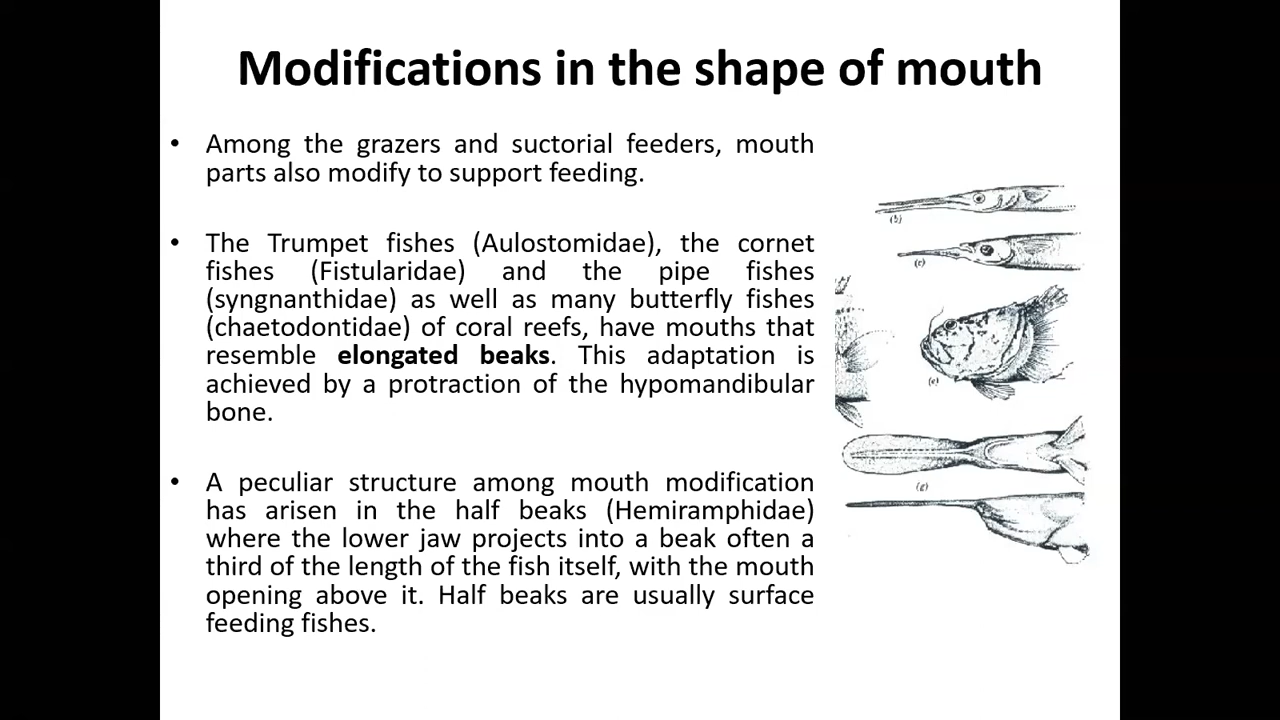 Modifications in the shape of mouth
• Among the grazers and suctorial feeders, mouth
parts also modify to support feeding.
• The Trumpet fishes (Aulostomidae), the cornet
fishes (Fistularidae) and the pipe fishes
(syngnanthidae) as well as many butterfly fishes
(chaetodontidae) of coral reefs, have mouths that
resemble elongated beaks. This adaptation is
achieved by a protraction of the hypomandibular
bone.
• A peculiar structure among mouth modification
has arisen in the half beaks (Hemiramphidae)
where the lower jaw projects into a beak often a
third of the length of the fish itself, with the mouth
opening above it. Half beaks are usually surface
feeding fishes.
(b)
(c)
(e)
(g)